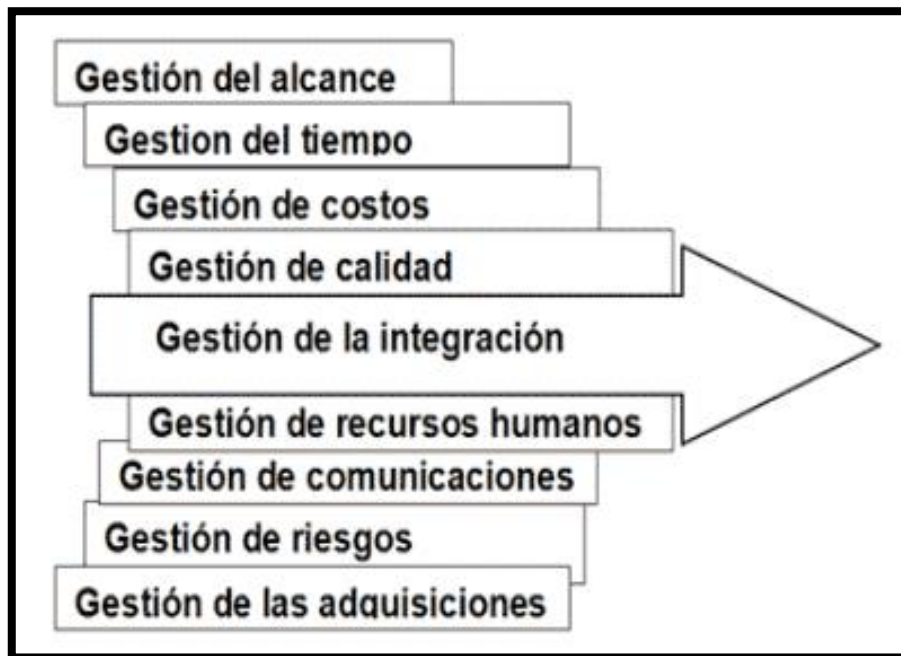 Gestión del alcance
Gestion del tiempo
Gestión de costos
Gestión de calidad
Gestión de la integración
Gestión de recursos humanos
Gestión de comunicaciones
Gestión de riesgos
Gestión de las adquisiciones